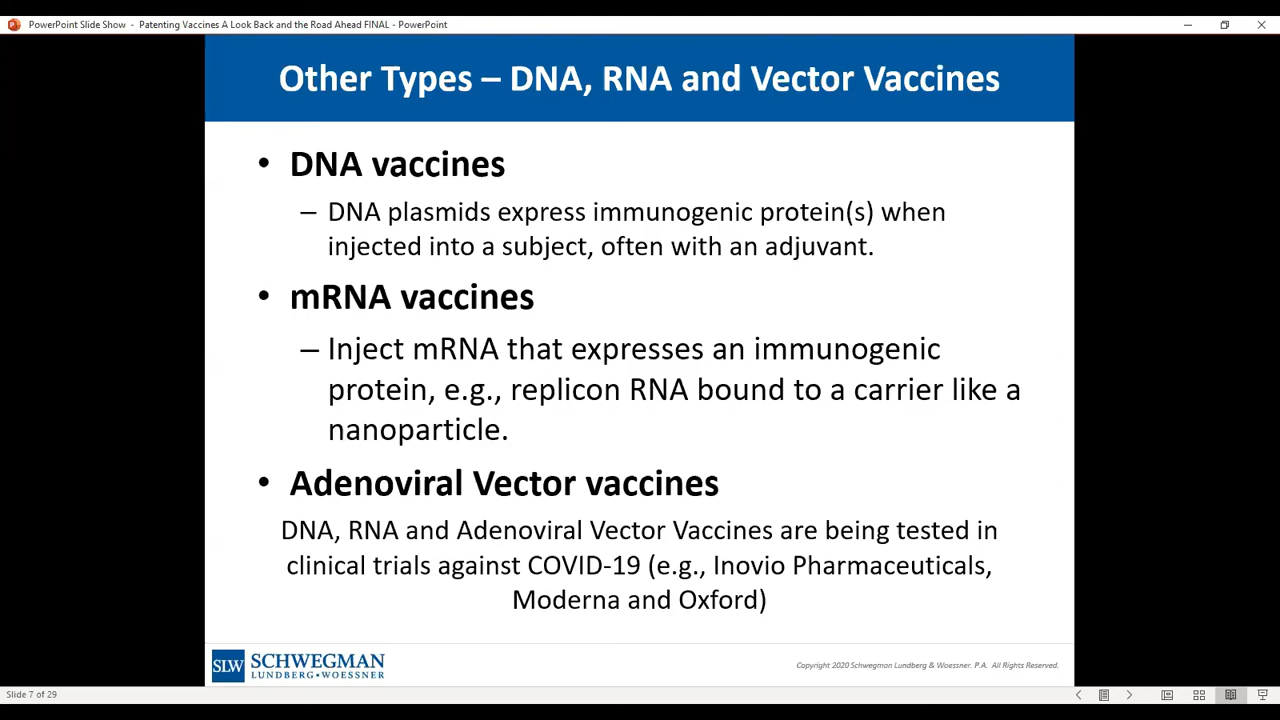 PowerPoint Slide Show - Patenting Vaccines A Look Back and the Road Ahead FINAL - PowerPoint
Other Types – DNA, RNA and Vector Vaccines
• DNA vaccines
– DNA plasmids express immunogenic protein(s) when
injected into a subject, often with an adjuvant.
• mRNA vaccines
– Inject mRNA that expresses an immunogenic
protein, e.g., replicon RNA bound to a carrier like a
nanoparticle.
• Adenoviral Vector vaccines
DNA, RNA and Adenoviral Vector Vaccines are being tested in
clinical trials against COVID-19 (e.g., Inovio Pharmaceuticals,
Moderna and Oxford)
SLW SCHWEGMAN
LUNDBERG • WOESSNER
Copyright 2020 Schwegman Lundberg & Woessner. P.A. All Rights Reserved.
Slide 7 of 29